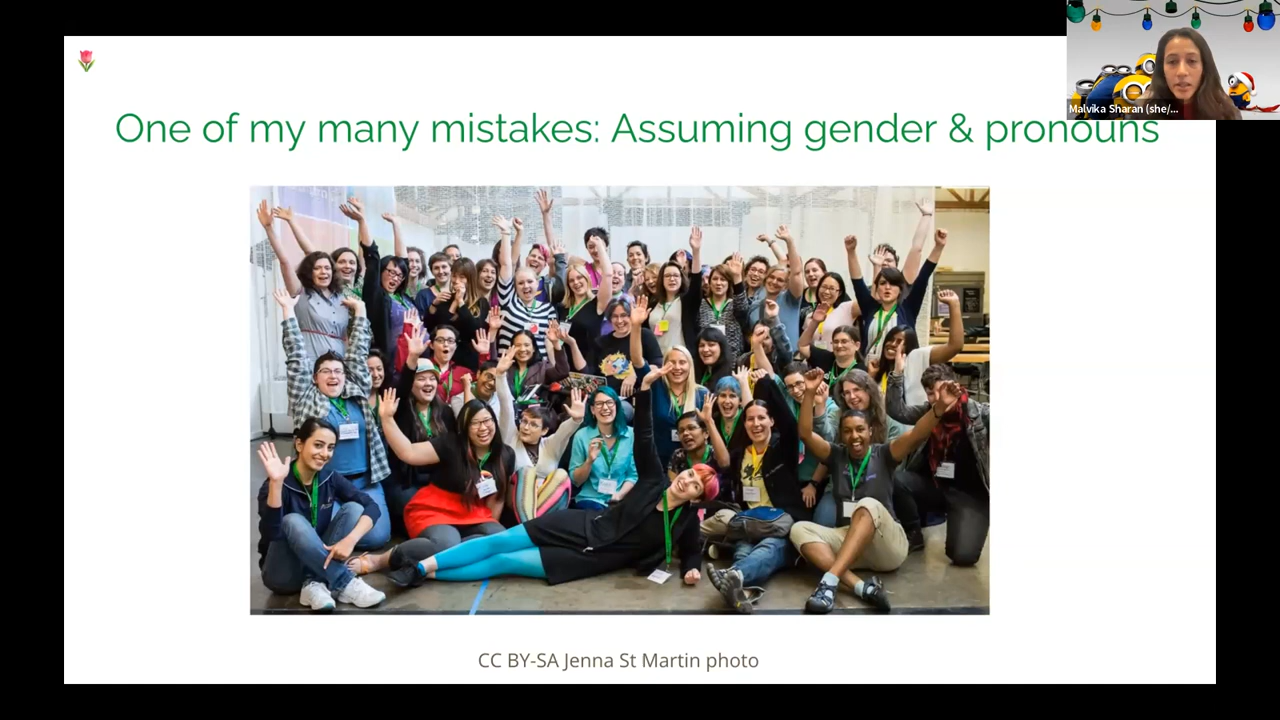 Malvika Sharan (she/...
One of my many mistakes: Assuming gender & pronouns
CC BY-SA Jenna St Martin photo